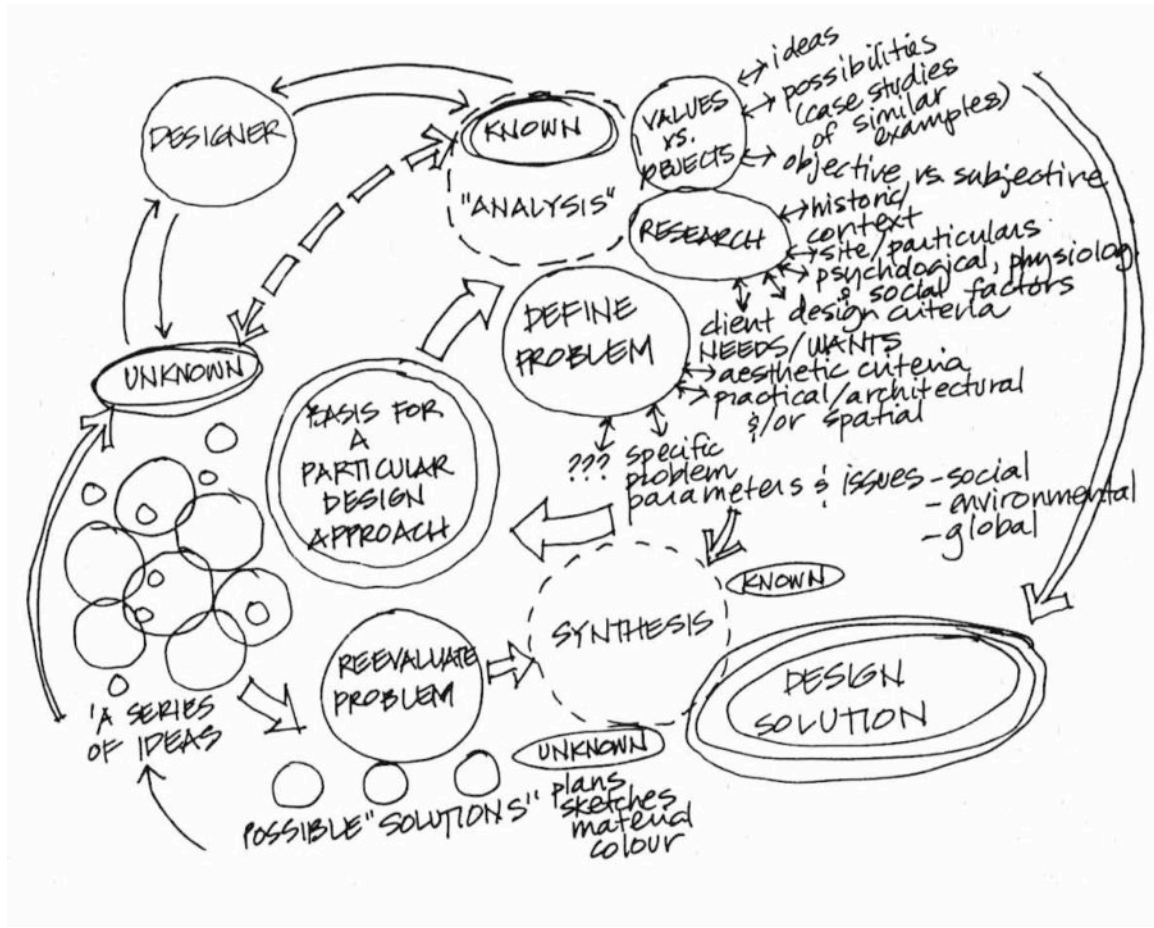 DESIGNER
KNOWN
"ANALYSIS"
VALUES
vs.
OBJECTS
ideas
possibilities
(case studies
of similar
examples)
objective vs. subjective
RESEARCH
historic/
context
site/particulars
psychological, physiolog.
& social factors
design criteria
client
NEEDS/WANTS
aesthetic criteria
practical/architectural
&/or spatial
DEFINE
PROBLEM
???
specific
problem
parameters & issues - social
- environmental
- global
UNKNOWN
BASIS FOR
A
PARTICULAR
DESIGN
APPROACH
KNOWN
SYNTHESIS
REEVALUATE
PROBLEM
DESIGN
SOLUTION
'A SERIES
OF IDEAS
UNKNOWN
POSSIBLE "SOLUTIONS"
plans
sketches
material
colour